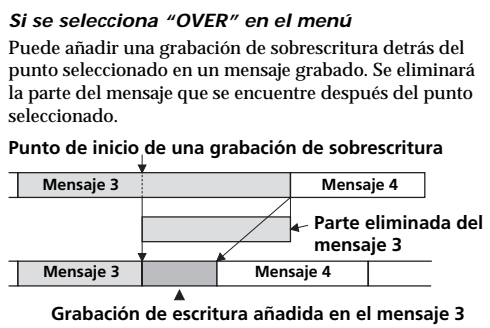 Si se selecciona “OVER” en el menú
Puede añadir una grabación de sobrescritura detrás del
punto seleccionado en un mensaje grabado. Se eliminará
la parte del mensaje que se encuentre después del punto
seleccionado.
Punto de inicio de una grabación de sobrescritura
Mensaje 3 Mensaje 4
Parte eliminada del
mensaje 3
Mensaje 3 Mensaje 4
Grabación de escritura añadida en el mensaje 3